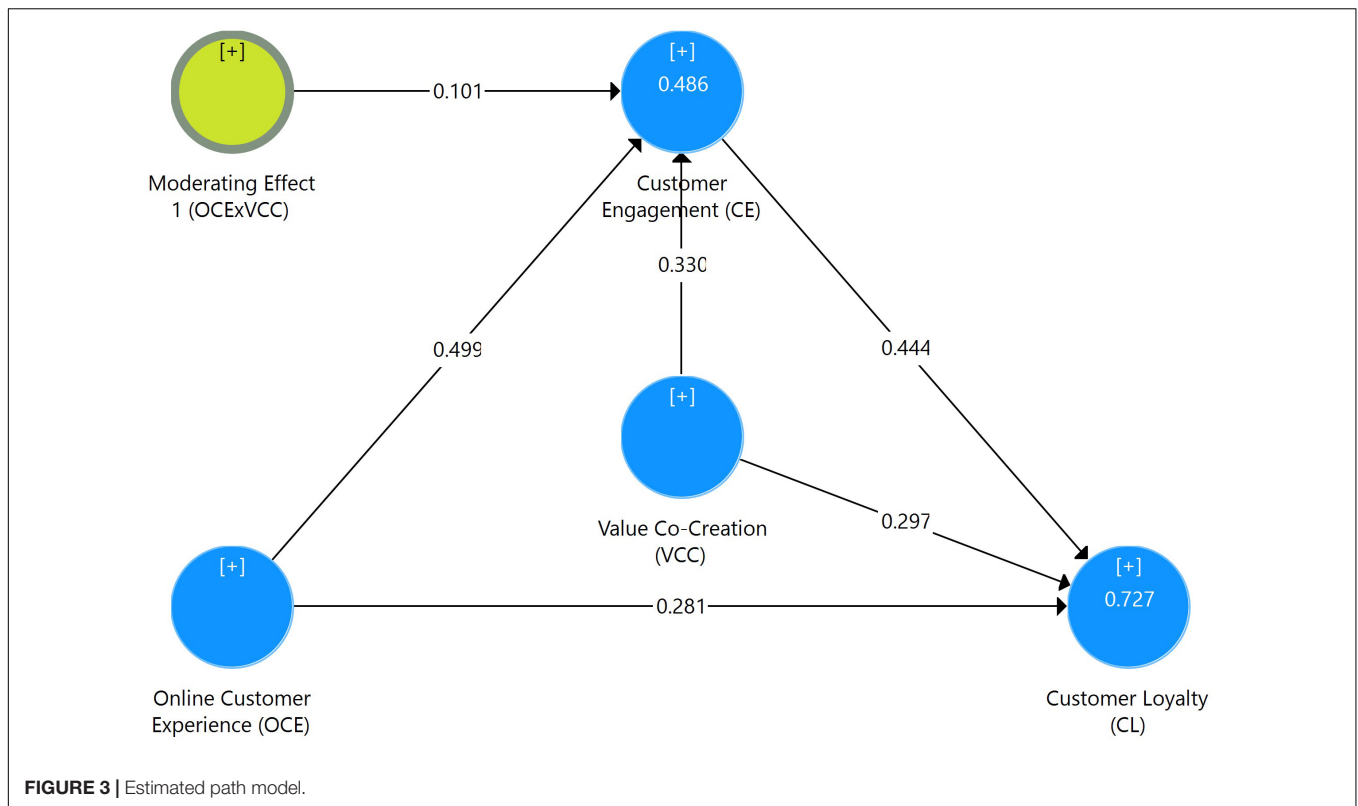 [+]
0.101
[+]
0.486
Moderating Effect
1 (OCExVCC)
Customer
Engagement (CE)
0.330
0.499
0.444
[+]
Value Co-Creation
(VCC)
0.297
[+]
0.281
[+]
0.727
Online Customer
Experience (OCE)
Customer Loyalty
(CL)
FIGURE 3 | Estimated path model.